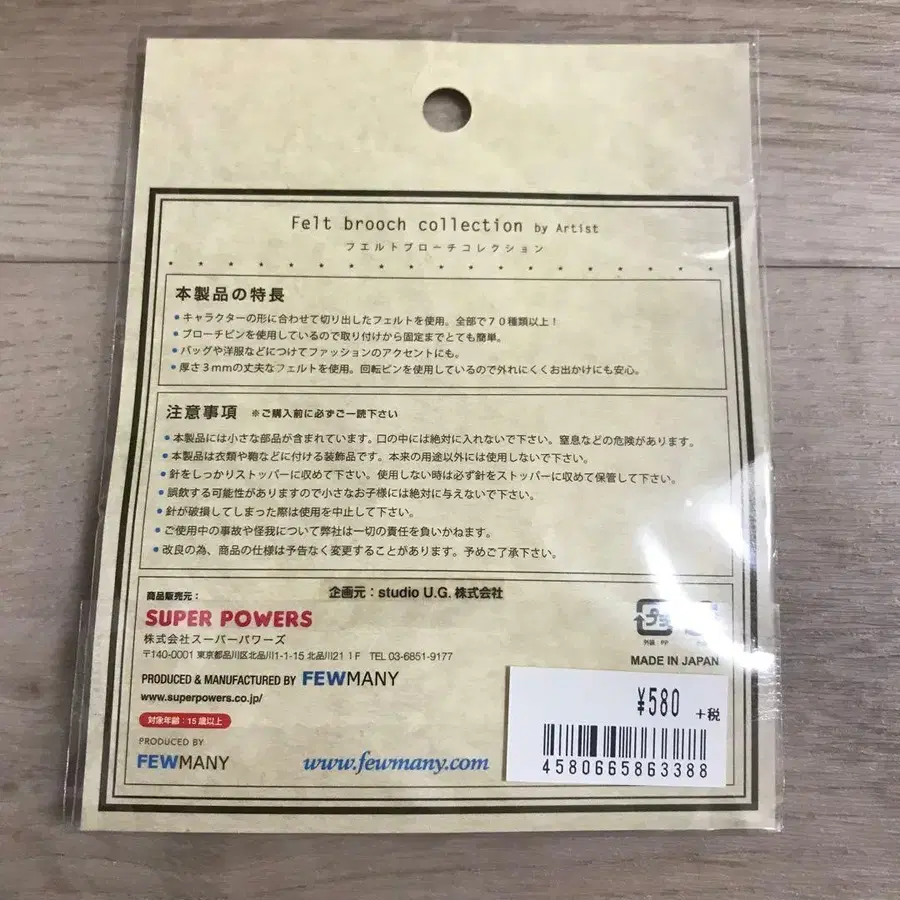 Felt brooch collection by Artist
フエルトブローチコレクション
本製品の特長
• キャラクターの形に合わせて切り出したフェルトを使用。全部で７０種類以上！
• ブローチピンを使用しているので取り付けから固定までとても簡単。
• バッグや洋服などにつけてファッションのアクセントにも。
• 厚さ３mmの丈夫なフェルトを使用。回転ピンを使用しているので外れにくくお出かけにも安心。
注意事項 ※ご購入前に必ずご一読下さい
• 本製品には小さな部品が含まれています。口の中には絶対に入れないで下さい。窒息などの危険があります。
• 本製品は衣類や鞄などに付ける装飾品です。本来の用途以外には使用しないで下さい。
• 針をしっかりストッパーに収めて下さい。使用しない時は必ず針をストッパーに収めて保管して下さい。
• 誤飲する可能性がありますので小さなお子様には絶対に与えないで下さい。
• 針が破損してしまった際は使用を中止して下さい。
• ご使用中の事故や怪我について弊社は一切の責任を負いかねます。
• 改良の為、商品の仕様は予告なく変更することがあります。予めご了承下さい。
商品販売元： 企画元：studio U.G. 株式会社
SUPER POWERS
株式会社スーパーパワーズ
〒140-0001 東京都品川区北品川1-1-15 北品川21 1F TEL 03-6851-9177
プラ
外装：PP
MADE IN JAPAN
PRODUCED & MANUFACTURED BY FEWMANY
www.superpowers.co.jp/
対象年齢：15歳以上
PRODUCED BY
FEWMANY www.fewmany.com
¥580 +税
4580665863388